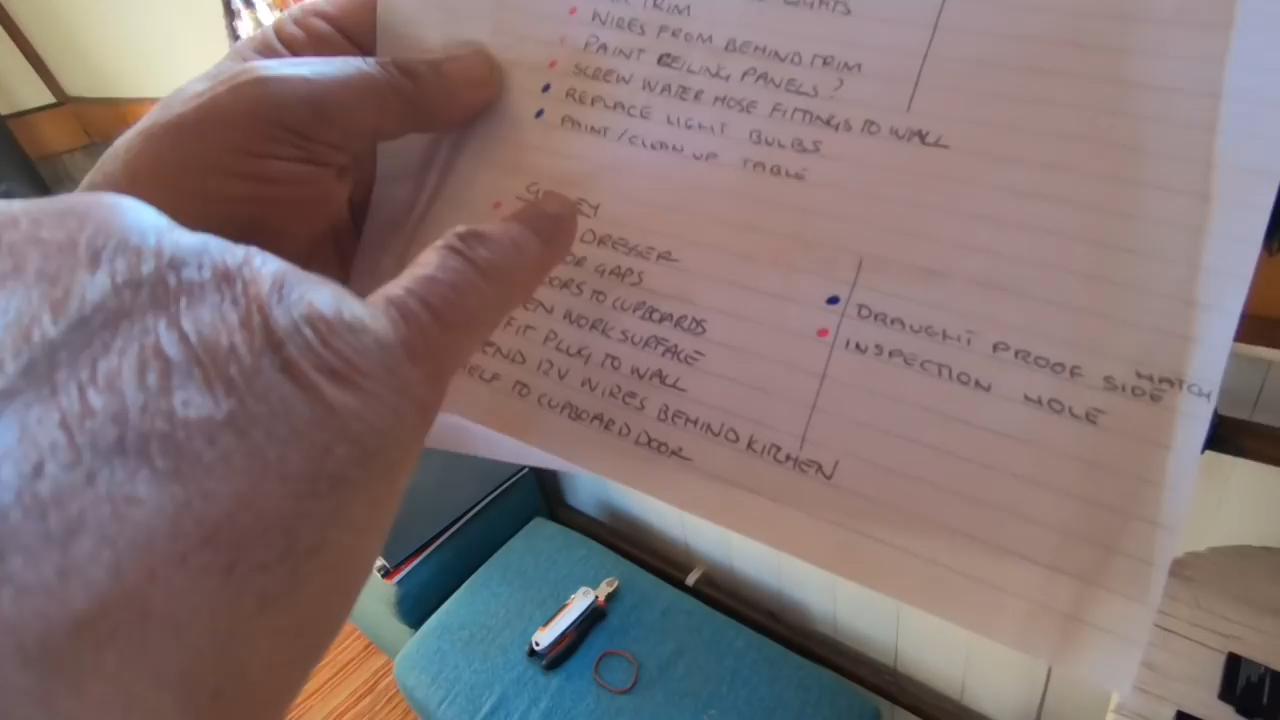 TRIM
WIRES FROM BEHIND TRIM
PAINT CEILING PANELS?
SCREW WATER HOSE FITTINGS TO WALL
REPLACE LIGHT BULBS
PAINT/CLEAN UP TABLE
DRESSER
GAPS
TO CUPBOARDS
WORK SURFACE
FIT PLUG TO WALL
12V WIRES BEHIND KITCHEN
TO CUPBOARD DOOR
DRAUGHT PROOF SIDE HATCH
INSPECTION HOLE